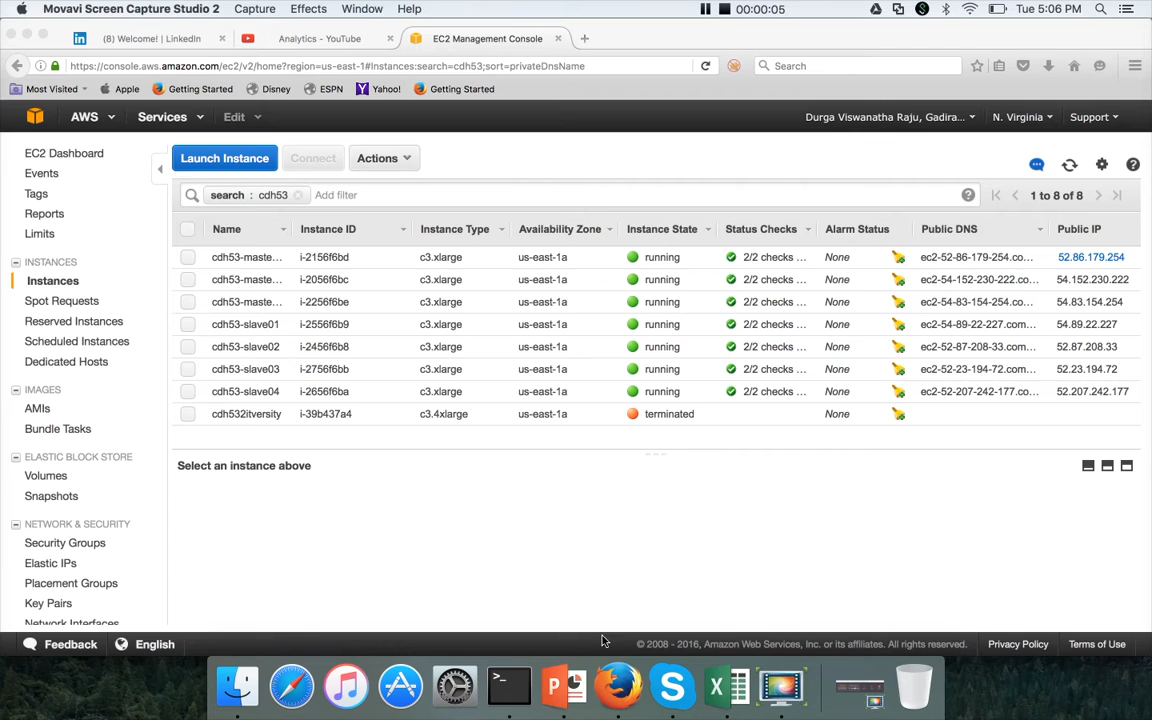 Movavi Screen Capture Studio 2 Capture Effects Window Help 00:00:05 Tue 5:06 PM
(8) Welcome! | LinkedIn Analytics - YouTube EC2 Management Console
https://console.aws.amazon.com/ec2/v2/home?region=us-east-1#Instances:search=cdh53;sort=privateDnsName Search
Most Visited Apple Getting Started Disney ESPN Yahoo! Getting Started
AWS Services Edit Durga Viswanatha Raju, Gadira... N. Virginia Support
EC2 Dashboard
Events
Tags
Reports
Limits
INSTANCES
Instances
Spot Requests
Reserved Instances
Scheduled Instances
Dedicated Hosts
IMAGES
AMIs
Bundle Tasks
ELASTIC BLOCK STORE
Volumes
Snapshots
NETWORK & SECURITY
Security Groups
Elastic IPs
Placement Groups
Key Pairs
Network Interfaces
Launch Instance Connect Actions
search : cdh53 Add filter 1 to 8 of 8
Name Instance ID Instance Type Availability Zone Instance State Status Checks Alarm Status Public DNS Public IP
cdh53-maste... i-2156f6bd c3.xlarge us-east-1a running 2/2 checks ... None ec2-52-86-179-254.co... 52.86.179.254
cdh53-maste... i-2056f6bc c3.xlarge us-east-1a running 2/2 checks ... None ec2-54-152-230-222.c... 54.152.230.222
cdh53-maste... i-2256f6be c3.xlarge us-east-1a running 2/2 checks ... None ec2-54-83-154-254.co... 54.83.154.254
cdh53-slave01 i-2556f6b9 c3.xlarge us-east-1a running 2/2 checks ... None ec2-54-89-22-227.com... 54.89.22.227
cdh53-slave02 i-2456f6b8 c3.xlarge us-east-1a running 2/2 checks ... None ec2-52-87-208-33.com... 52.87.208.33
cdh53-slave03 i-2756f6bb c3.xlarge us-east-1a running 2/2 checks ... None ec2-52-23-194-72.com... 52.23.194.72
cdh53-slave04 i-2656f6ba c3.xlarge us-east-1a running 2/2 checks ... None ec2-52-207-242-177.co... 52.207.242.177
cdh532itversity i-39b437a4 c3.4xlarge us-east-1a terminated None
Select an instance above
Feedback English © 2008 - 2016, Amazon Web Services, Inc. or its affiliates. All rights reserved. Privacy Policy Terms of Use